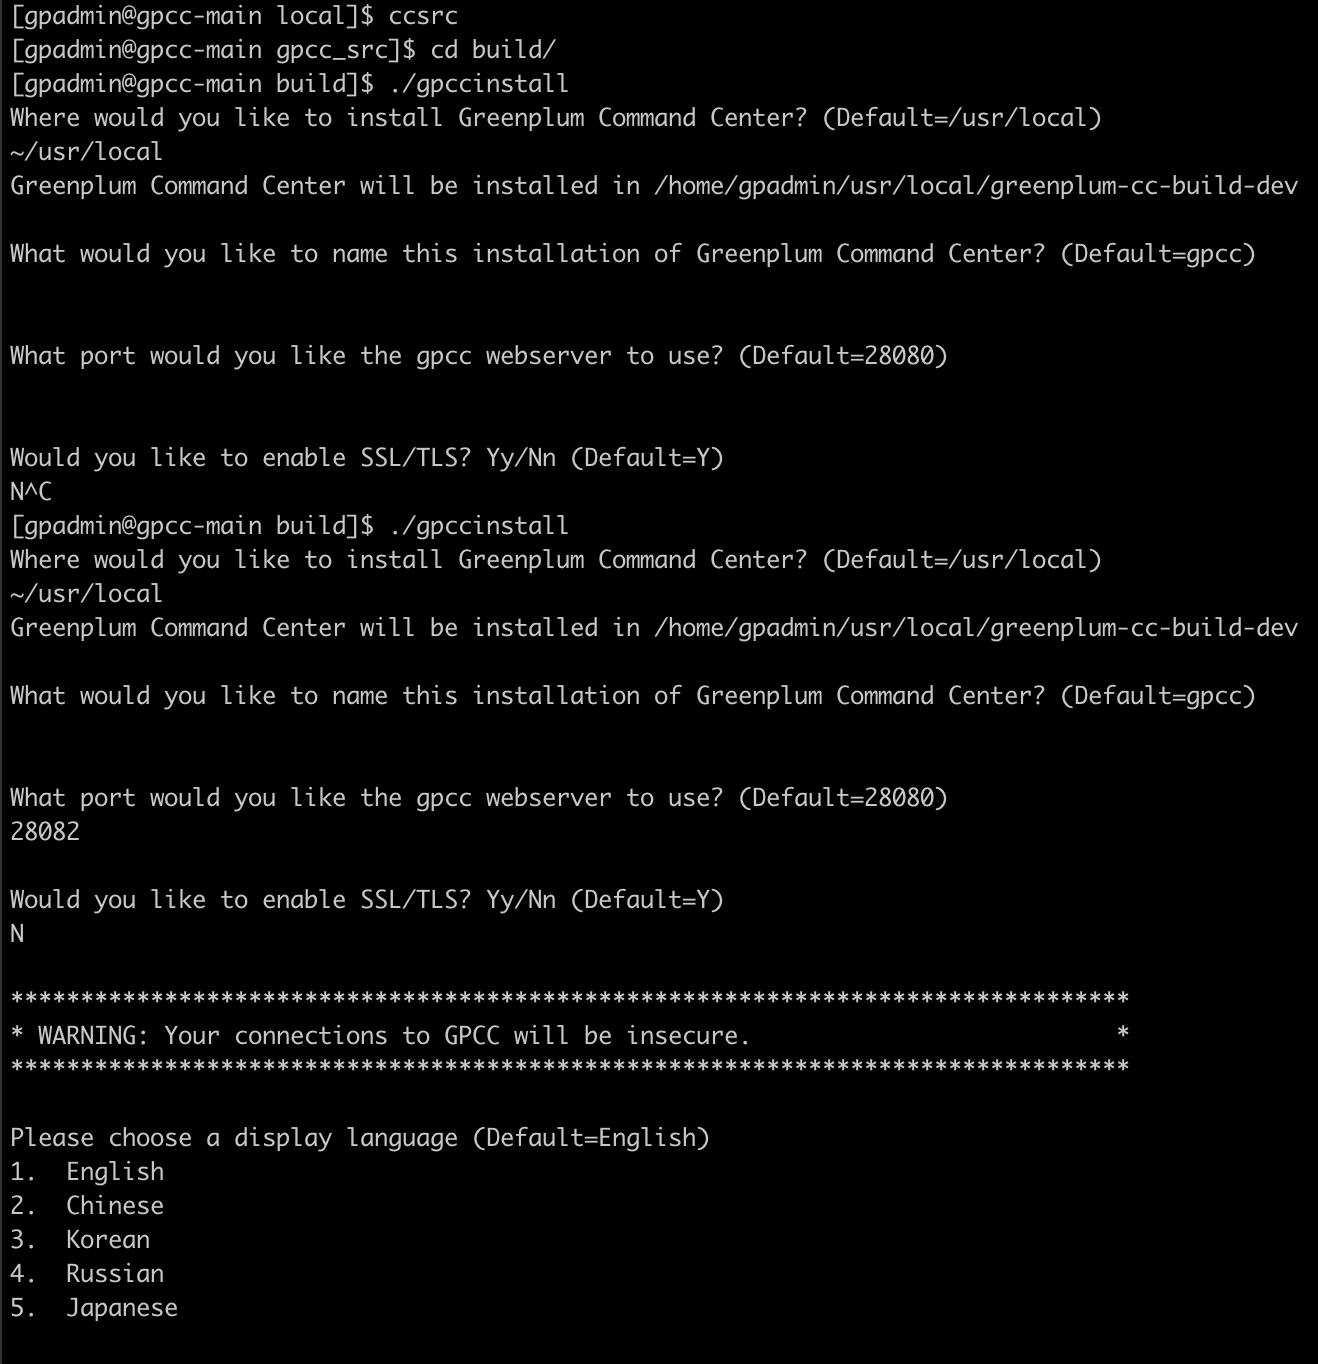 [gpadmin@gpcc-main local]$ ccsrc
[gpadmin@gpcc-main gpcc_src]$ cd build/
[gpadmin@gpcc-main build]$ ./gpccinstall
Where would you like to install Greenplum Command Center? (Default=/usr/local)
~/usr/local
Greenplum Command Center will be installed in /home/gpadmin/usr/local/greenplum-cc-build-dev
What would you like to name this installation of Greenplum Command Center? (Default=gpcc)
What port would you like the gpcc webserver to use? (Default=28080)
Would you like to enable SSL/TLS? Yy/Nn (Default=Y)
N^C
[gpadmin@gpcc-main build]$ ./gpccinstall
Where would you like to install Greenplum Command Center? (Default=/usr/local)
~/usr/local
Greenplum Command Center will be installed in /home/gpadmin/usr/local/greenplum-cc-build-dev
What would you like to name this installation of Greenplum Command Center? (Default=gpcc)
What port would you like the gpcc webserver to use? (Default=28080)
28082
Would you like to enable SSL/TLS? Yy/Nn (Default=Y)
N
********************************************************************************
* WARNING: Your connections to GPCC will be insecure.                          *
********************************************************************************
Please choose a display language (Default=English)
1.  English
2.  Chinese
3.  Korean
4.  Russian
5.  Japanese